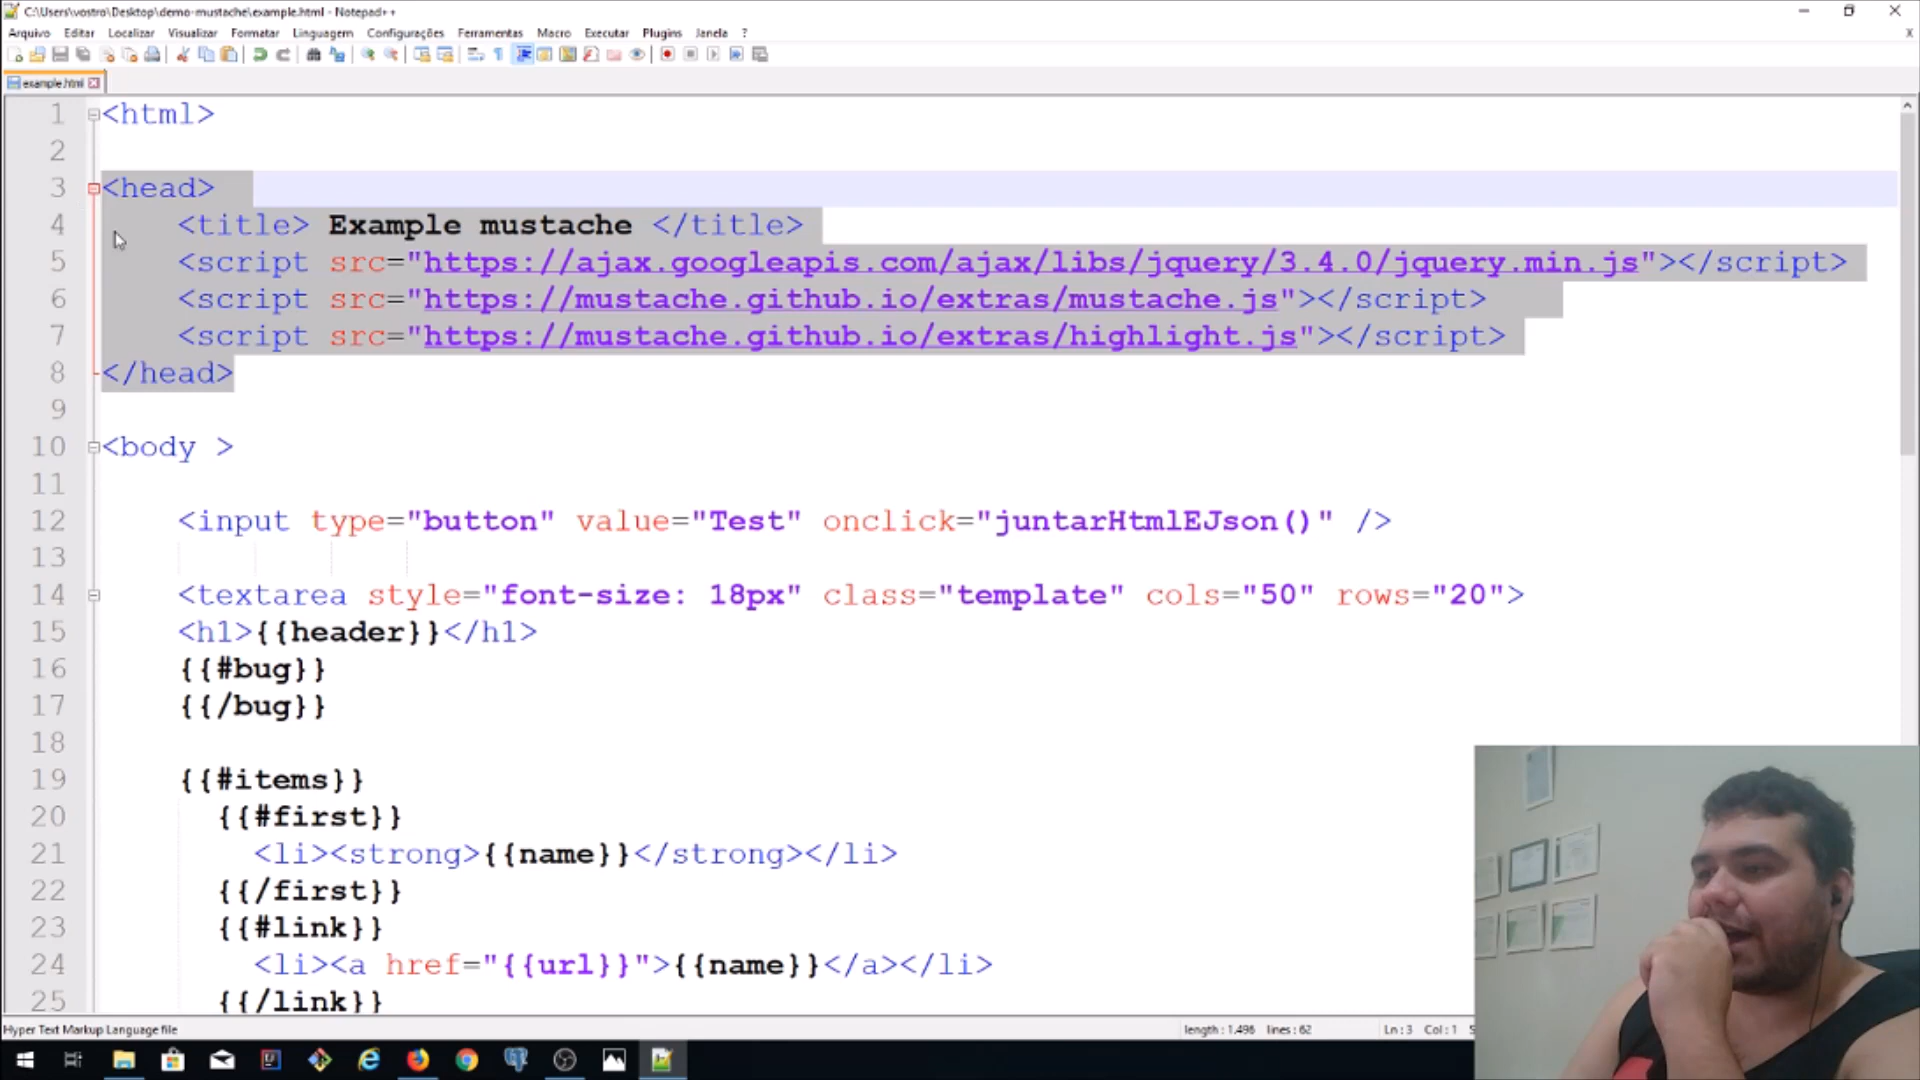 C:\Users\vostro\Desktop\demo-mustache\example.html - Notepad++
Arquivo Editar Localizar Visualizar Formatar Linguagem Configurações Ferramentas Macro Executar Plugins Janela ? X
example.html
1 <html>
2
3 <head>
4 <title> Example mustache </title>
5 <script src="https://ajax.googleapis.com/ajax/libs/jquery/3.4.0/jquery.min.js"></script>
6 <script src="https://mustache.github.io/extras/mustache.js"></script>
7 <script src="https://mustache.github.io/extras/highlight.js"></script>
8 </head>
9
10 <body >
11
12 <input type="button" value="Test" onclick="juntarHtmlEJson()" />
13
14 <textarea style="font-size: 18px" class="template" cols="50" rows="20">
15 <h1>{{header}}</h1>
16 {{#bug}}
17 {{/bug}}
18
19 {{#items}}
20 {{#first}}
21 <li><strong>{{name}}</strong></li>
22 {{/first}}
23 {{#link}}
24 <li><a href="{{url}}">{{name}}</a></li>
25 {{/link}}
Hyper Text Markup Language file length : 1.496 lines : 62 Ln : 3 Col : 1 S